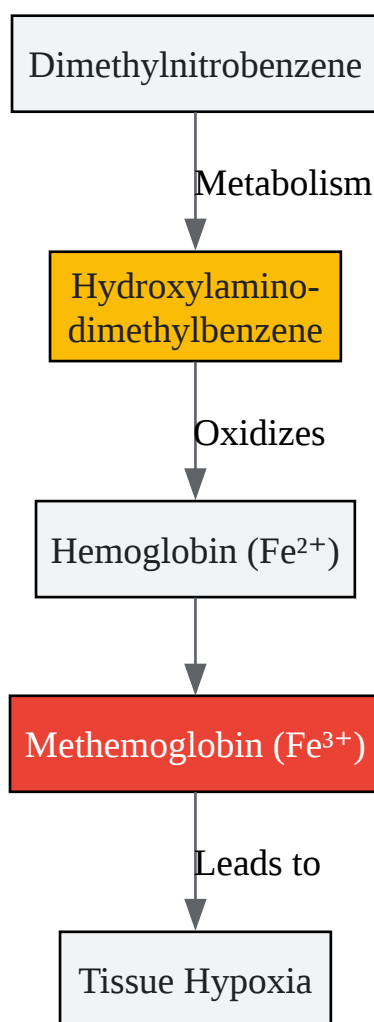 Dimethylnitrobenzene
Metabolism
Hydroxylamino-
dimethylbenzene
Oxidizes
Hemoglobin (Fe²⁺)
Methemoglobin (Fe³⁺)
Leads to
Tissue Hypoxia